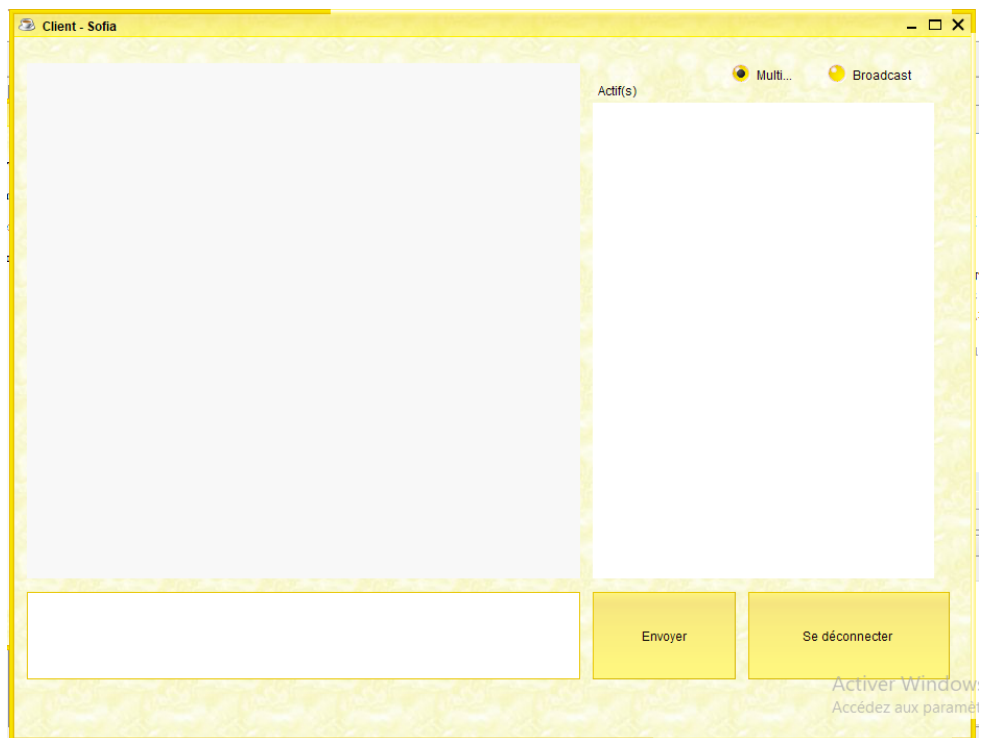 Client - Sofia
Multi... Broadcast
Actif(s)
Envoyer Se déconnecter
Activer Windows
Accédez aux paramèt